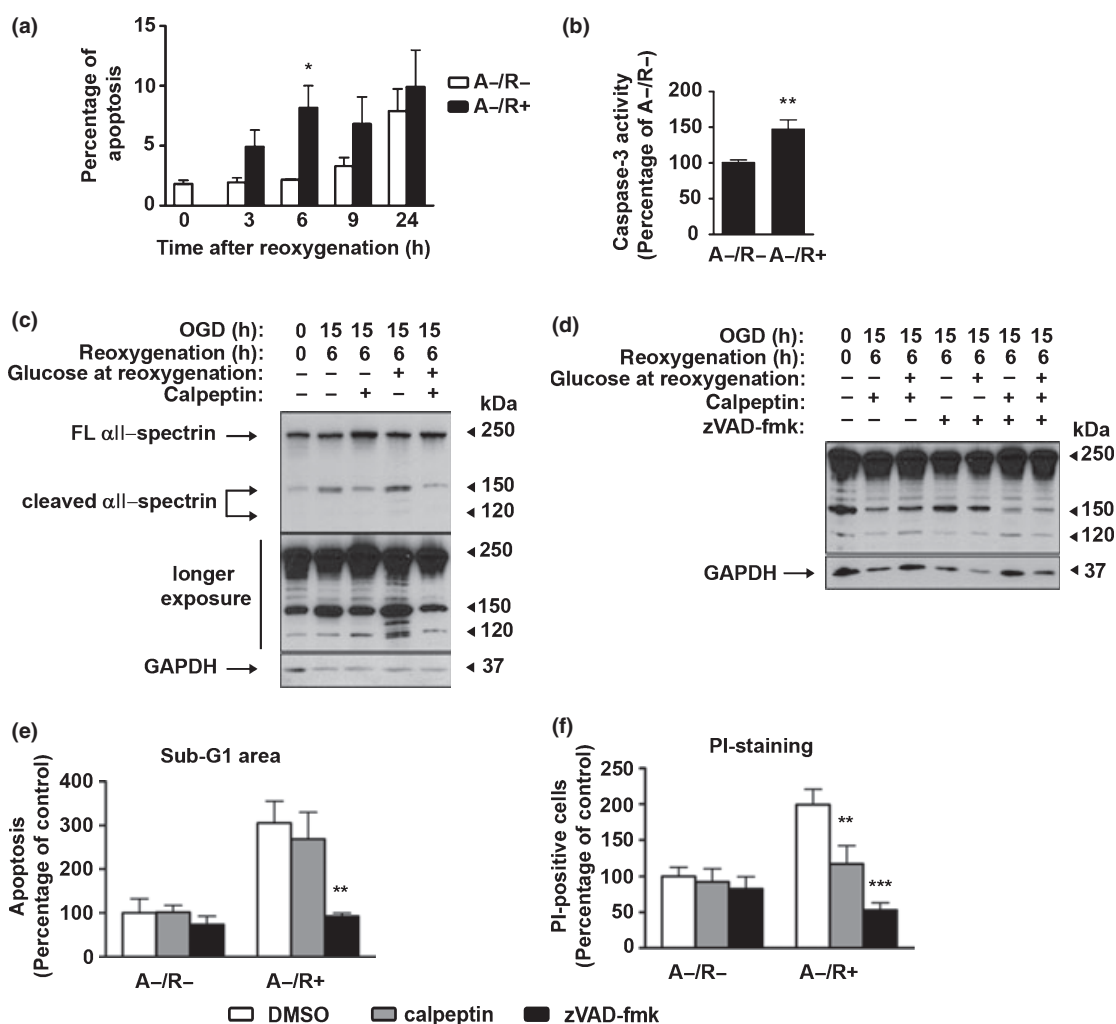 (a)
15
10
5
0
Percentage of
apoptosis
*
A–/R–
A–/R+
0 3 6 9 24
Time after reoxygenation (h)
(b)
200
150
100
50
0
Caspase-3 activity
(Percentage of A–/R–)
**
A–/R– A–/R+
(c)
OGD (h): 0 15 15 15 15
Reoxygenation (h): 0 6 6 6 6
Glucose at reoxygenation: – – – + +
Calpeptin: – – + – +
kDa
FL αII–spectrin
250
cleaved αII–spectrin
150
120
longer
exposure
250
150
120
GAPDH
37
(d)
OGD (h): 0 15 15 15 15 15 15
Reoxygenation (h): 0 6 6 6 6 6 6
Glucose at reoxygenation: – – + – + – +
Calpeptin: – + + – – + +
zVAD-fmk: – – – + + + +
kDa
250
150
120
GAPDH
37
(e)
Sub-G1 area
400
300
200
100
0
Apoptosis
(Percentage of control)
**
A–/R–
A–/R+
(f)
PI-staining
250
200
150
100
50
0
PI-positive cells
(Percentage of control)
**
***
A–/R–
A–/R+
DMSO calpeptin zVAD-fmk